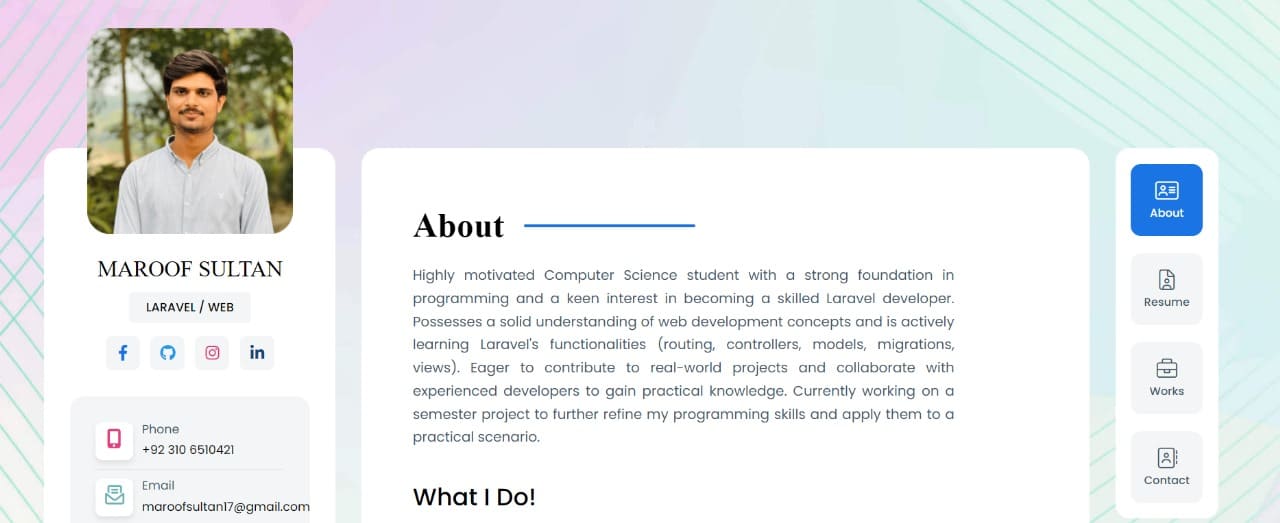 MAROOF SULTAN
LARAVEL / WEB
Phone
+92 310 6510421
Email
maroofsultan17@gmail.com
About
Highly motivated Computer Science student with a strong foundation in
programming and a keen interest in becoming a skilled Laravel developer.
Possesses a solid understanding of web development concepts and is actively
learning Laravel's functionalities (routing, controllers, models, migrations,
views). Eager to contribute to real-world projects and collaborate with
experienced developers to gain practical knowledge. Currently working on a
semester project to further refine my programming skills and apply them to a
practical scenario.
What I Do!
About
Resume
Works
Contact